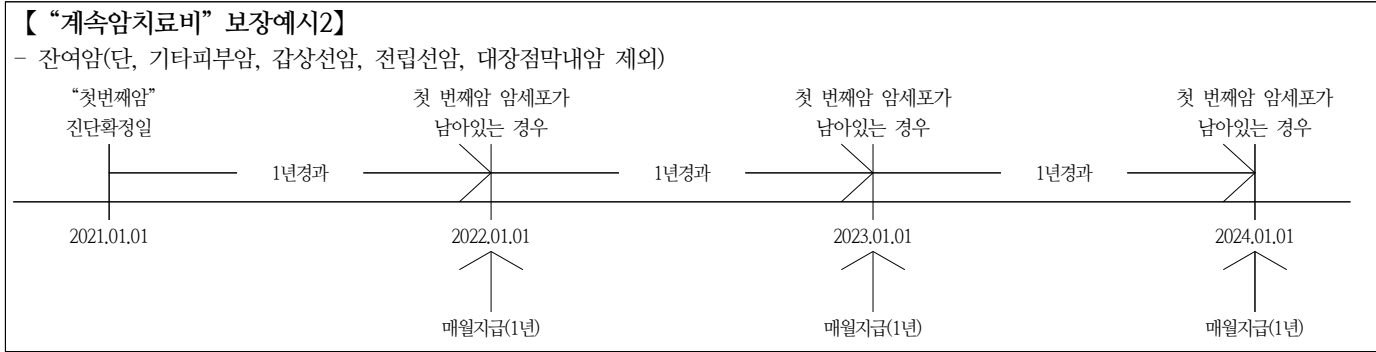 【 “계속암치료비” 보장예시2】
- 잔여암(단, 기타피부암, 갑상선암, 전립선암, 대장점막내암 제외)
“첫번째암” 첫 번째암 암세포가 첫 번째암 암세포가 첫 번째암 암세포가
진단확정일 남아있는 경우 남아있는 경우 남아있는 경우
1년경과 1년경과 1년경과
2021.01.01 2022.01.01 2023.01.01 2024.01.01
매월지급(1년) 매월지급(1년) 매월지급(1년)